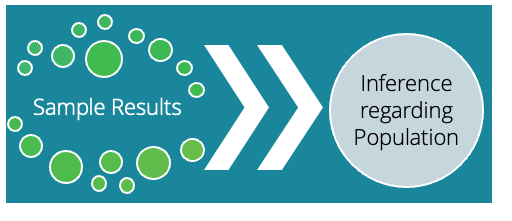 Sample Results
Inference
regarding
Population